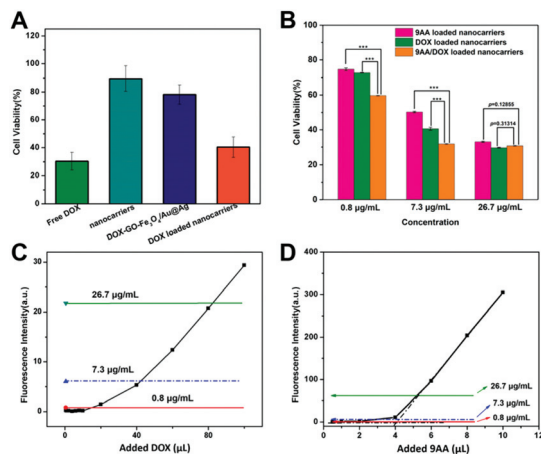 A
Cell Viability(%)
120
100
80
60
40
20
0
Free DOX
nanocarriers
DOX-GO-Fe₃O₄/Au@Ag
DOX loaded nanocarriers
B
Cell Viability(%)
100
80
60
40
20
0
9AA loaded nanocarriers
DOX loaded nanocarriers
9AA/DOX loaded nanocarriers
***
***
***
***
p=0.12855
p=0.31314
0.8 µg/mL
7.3 µg/mL
26.7 µg/mL
Concentration
C
Fluorescence Intensity(a.u.)
30
20
10
0
26.7 µg/mL
7.3 µg/mL
0.8 µg/mL
0
40
80
Added DOX (µL)
D
Fluorescence Intensity(a.u.)
400
300
200
100
0
26.7 µg/mL
7.3 µg/mL
0.8 µg/mL
0
2
4
6
8
10
12
Added 9AA (µL)